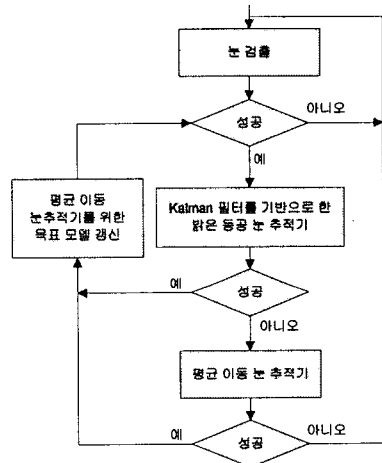 눈 검출
성공
아니오
예
평균 이동
눈추적기를 위한
목표 모델 갱신
Kalman 필터를 기반으로 한
밝은 동공 눈 추적기
예
성공
아니오
평균 이동 눈 추적기
예
성공
아니오